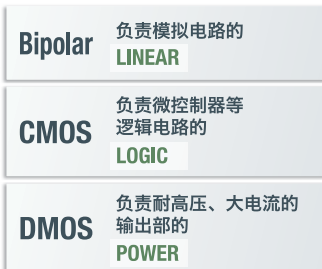 Bipolar
负责模拟电路的
LINEAR
CMOS
负责微控制器等
逻辑电路的
LOGIC
DMOS
负责耐高压、大电流的
输出部的
POWER